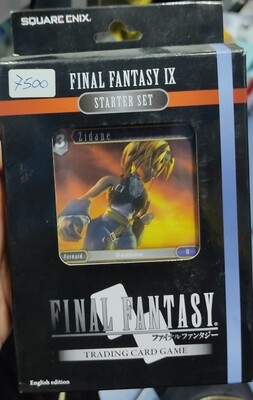 SQUARE ENIX.
7500
FINAL FANTASY IX
STARTER SET
3 Zidane
Forward
FINAL FANTASY®
ファイナルファンタジー
TRADING CARD GAME
English edition